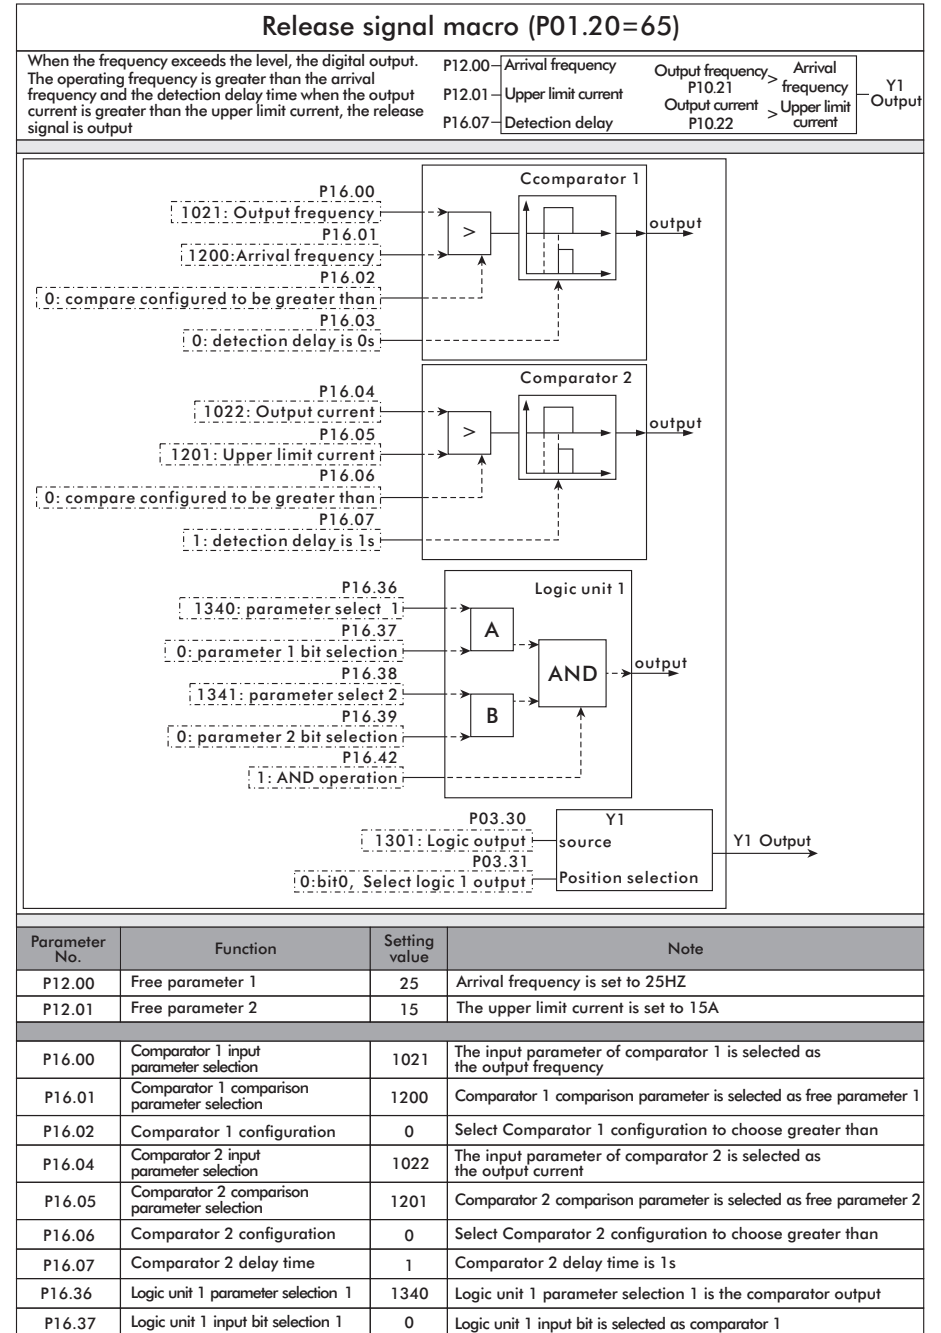 Release signal macro (P01.20=65)
When the frequency exceeds the level, the digital output.
The operating frequency is greater than the arrival
frequency and the detection delay time when the output
current is greater than the upper limit current, the release
signal is output
P12.00 Arrival frequency
P12.01 Upper limit current
P16.07 Detection delay
Output frequency > Arrival
P10.21 frequency
Output current > Upper limit
P10.22 current
Y1
Output
Ccomparator 1
P16.00
1021: Output frequency
P16.01
1200:Arrival frequency
P16.02
0: compare configured to be greater than
P16.03
0: detection delay is 0s
>
output
Comparator 2
P16.04
1022: Output current
P16.05
1201: Upper limit current
P16.06
0: compare configured to be greater than
P16.07
1: detection delay is 1s
>
output
Logic unit 1
P16.36
1340: parameter select 1
P16.37
0: parameter 1 bit selection
P16.38
1341: parameter select 2
P16.39
0: parameter 2 bit selection
P16.42
1: AND operation
A
B
AND
output
P03.30
1301: Logic output
P03.31
0:bit0, Select logic 1 output
Y1
source
Position selection
Y1 Output
Parameter No. Function Setting value Note
P12.00 Free parameter 1 25 Arrival frequency is set to 25HZ
P12.01 Free parameter 2 15 The upper limit current is set to 15A
P16.00 Comparator 1 input parameter selection 1021 The input parameter of comparator 1 is selected as the output frequency
P16.01 Comparator 1 comparison parameter selection 1200 Comparator 1 comparison parameter is selected as free parameter 1
P16.02 Comparator 1 configuration 0 Select Comparator 1 configuration to choose greater than
P16.04 Comparator 2 input parameter selection 1022 The input parameter of comparator 2 is selected as the output current
P16.05 Comparator 2 comparison parameter selection 1201 Comparator 2 comparison parameter is selected as free parameter 2
P16.06 Comparator 2 configuration 0 Select Comparator 2 configuration to choose greater than
P16.07 Comparator 2 delay time 1 Comparator 2 delay time is 1s
P16.36 Logic unit 1 parameter selection 1 1340 Logic unit 1 parameter selection 1 is the comparator output
P16.37 Logic unit 1 input bit selection 1 0 Logic unit 1 input bit is selected as comparator 1